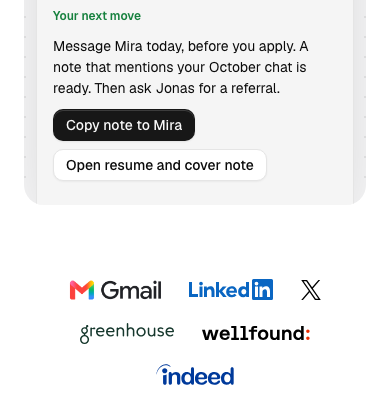 Your next move
Message Mira today, before you apply. A
note that mentions your October chat is
ready. Then ask Jonas for a referral.
Copy note to Mira
Open resume and cover note
Gmail
LinkedIn
X
greenhouse
wellfound:
indeed